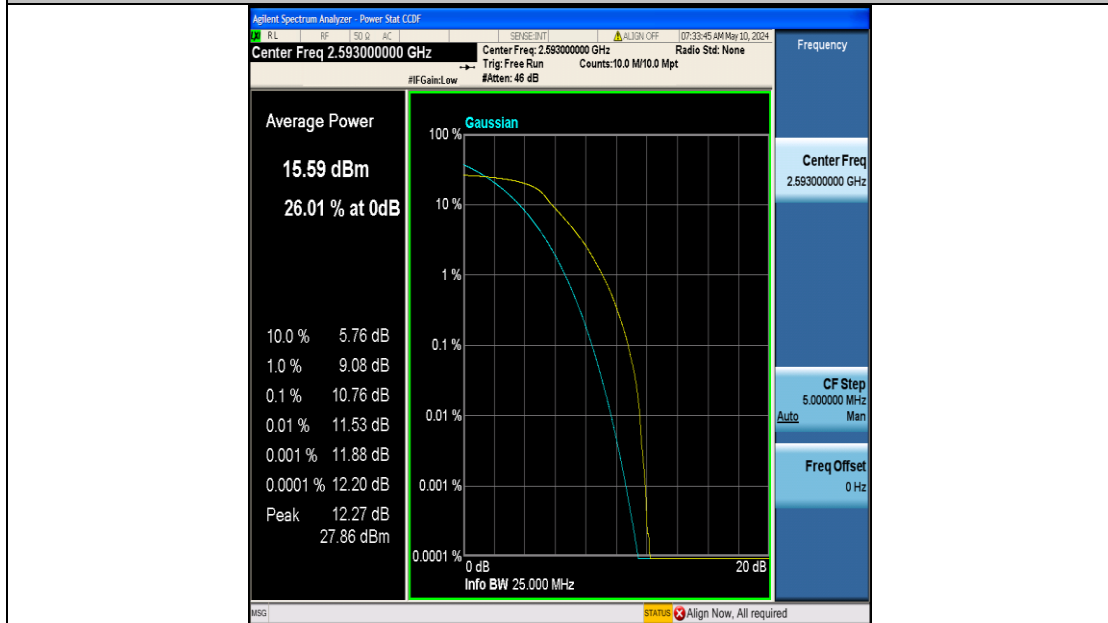 Agilent Spectrum Analyzer - Power Stat CCDF
RL RF 50 Ω AC SENSE:INT ALIGN OFF 07:33:45 AM May 10, 2024
Center Freq 2.593000000 GHz
Center Freq: 2.593000000 GHz Radio Std: None
Trig: Free Run Counts:10.0 M/10.0 Mpt
#IFGain:Low #Atten: 46 dB
Frequency
Average Power
15.59 dBm
26.01 % at 0dB
10.0 % 5.76 dB
1.0 % 9.08 dB
0.1 % 10.76 dB
0.01 % 11.53 dB
0.001 % 11.88 dB
0.0001 % 12.20 dB
Peak 12.27 dB
27.86 dBm
Gaussian
100 %
10 %
1 %
0.1 %
0.01 %
0.001 %
0.0001 %
0 dB 20 dB
Info BW 25.000 MHz
Center Freq
2.593000000 GHz
CF Step
5.000000 MHz
Auto Man
Freq Offset
0 Hz
MSG STATUS Align Now, All required